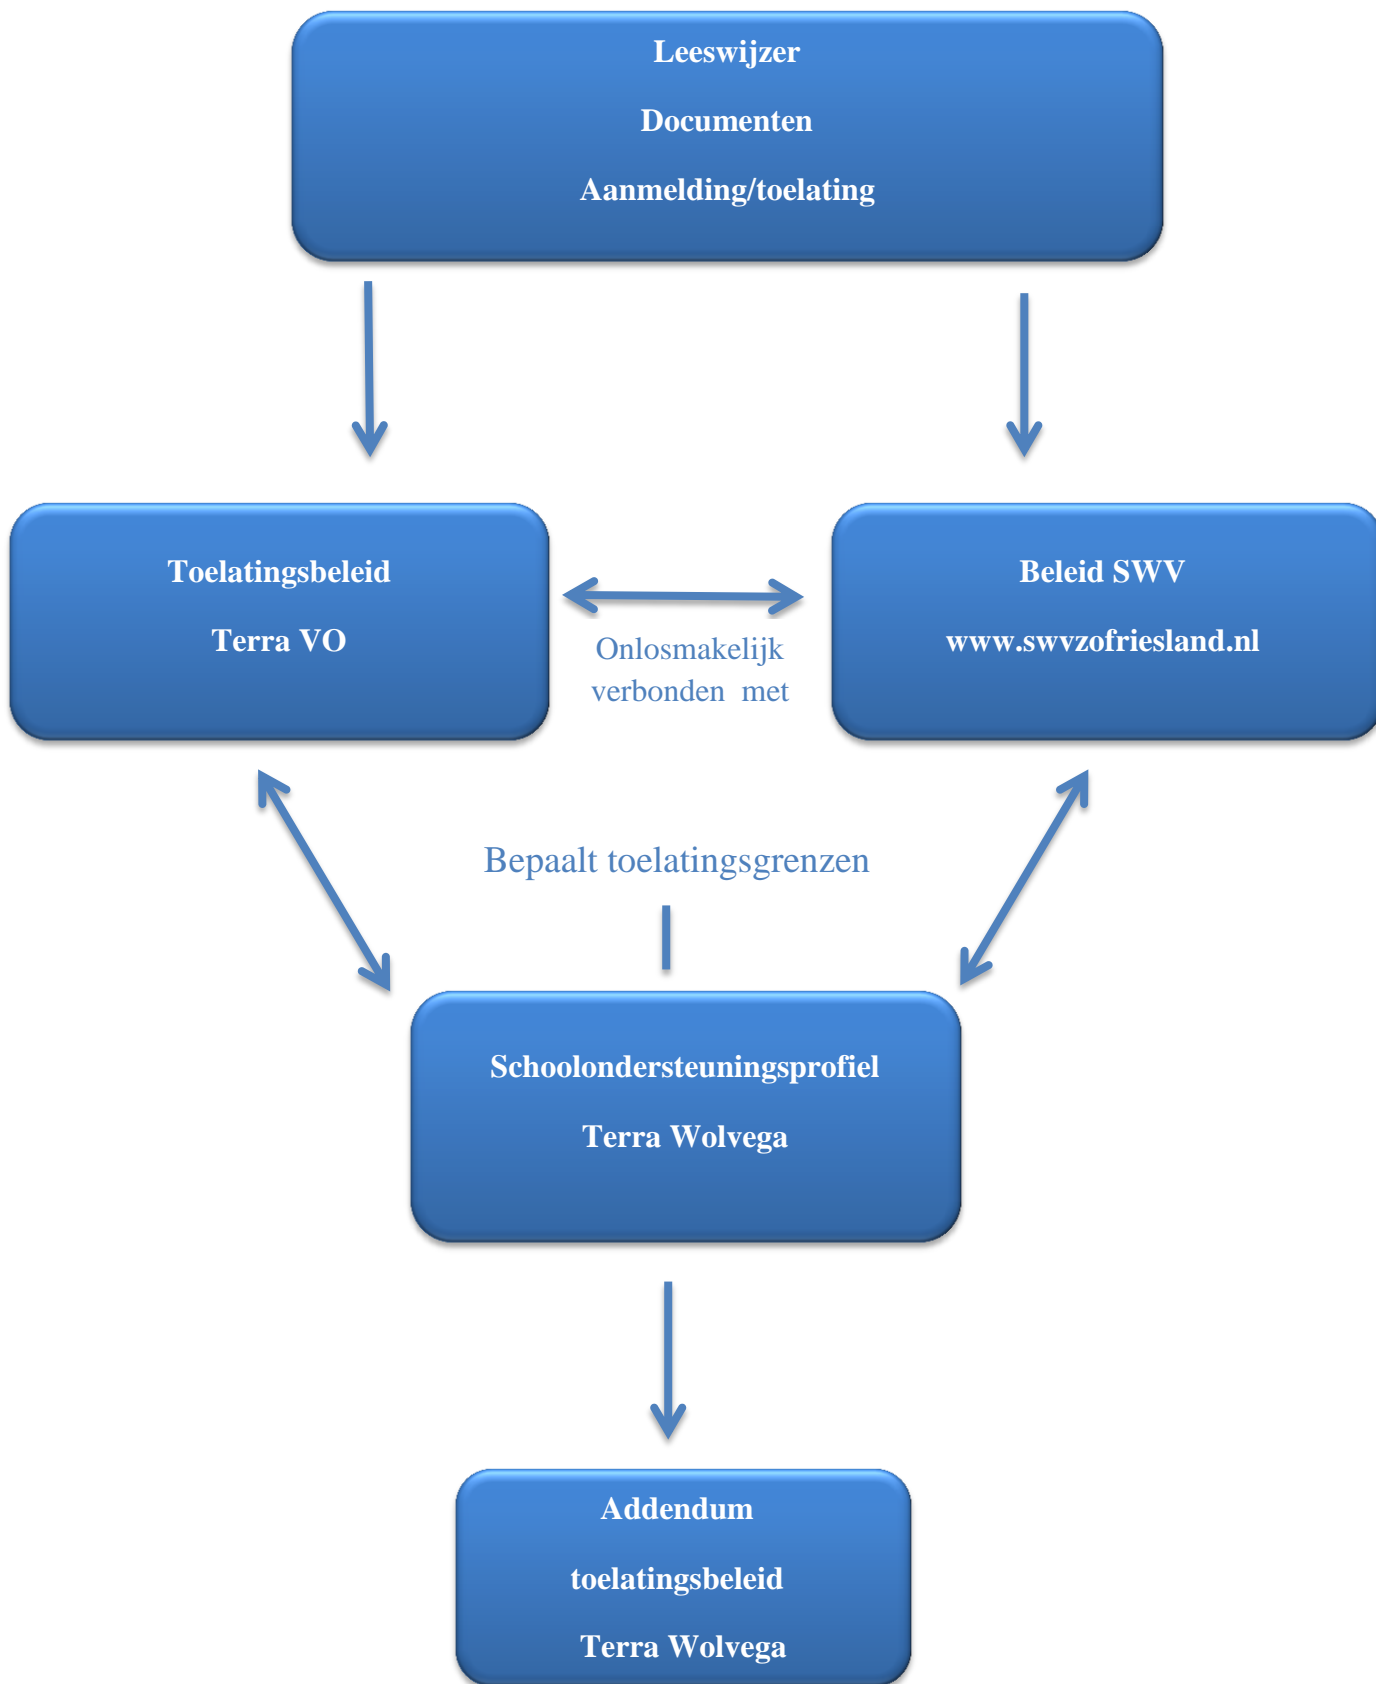 Leeswijzer
Documenten
Aanmelding/toelating
Toelatingsbeleid
Terra VO
Onlosmakelijk
verbonden  met
Beleid SWV
www.swvzofriesland.nl
Bepaalt toelatingsgrenzen
Schoolondersteuningsprofiel
Terra Wolvega
Addendum
toelatingsbeleid
Terra Wolvega